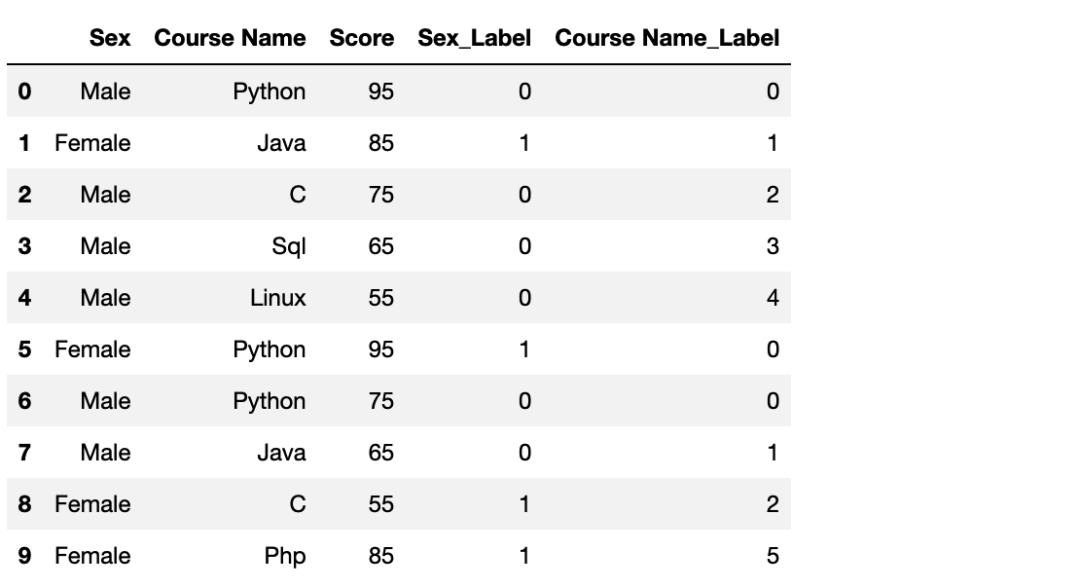 Sex Course Name Score Sex_Label Course Name_Label
0 Male Python 95 0 0
1 Female Java 85 1 1
2 Male C 75 0 2
3 Male Sql 65 0 3
4 Male Linux 55 0 4
5 Female Python 95 1 0
6 Male Python 75 0 0
7 Male Java 65 0 1
8 Female C 55 1 2
9 Female Php 85 1 5